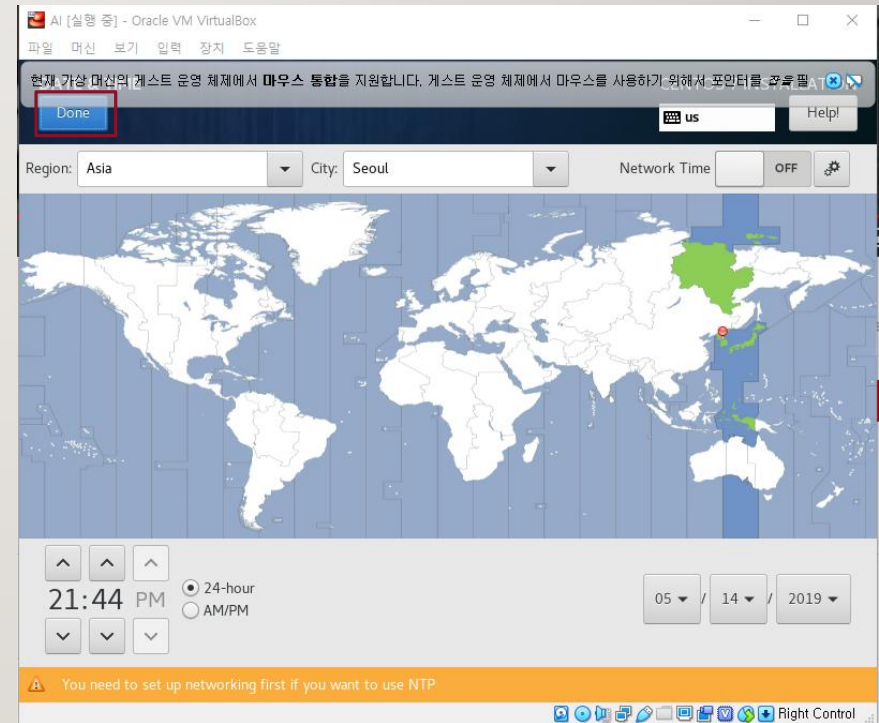 AI [실행 중] - Oracle VM VirtualBox
파일 머신 보기 입력 장치 도움말
현재 가상 머신의 게스트 운영 체제에서 마우스 통합을 지원합니다. 게스트 운영 체제에서 마우스를 사용하기 위해서 포인터를 잡을 필
Done
us
Help!
Region: Asia City: Seoul Network Time OFF
21:44 PM
24-hour
AM/PM
05 / 14 / 2019
You need to set up networking first if you want to use NTP
Right Control